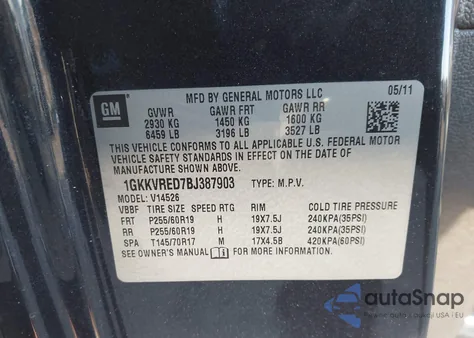 GM
MFD BY GENERAL MOTORS LLC 05/11
GVWR GAWR FRT GAWR RR
2930 KG 1450 KG 1600 KG
6459 LB 3196 LB 3527 LB
THIS VEHICLE CONFORMS TO ALL APPLICABLE U.S. FEDERAL MOTOR
VEHICLE SAFETY STANDARDS IN EFFECT ON THE DATE OF
MANUFACTURE SHOWN ABOVE.
1GKKVRED7BJ387903 TYPE: M.P.V.
MODEL: V14526
VBBF TIRE SIZE SPEED RTG RIM COLD TIRE PRESSURE
FRT P255/60R19 H 19X7.5J 240KPA(35PSI)
RR P255/60R19 H 19X7.5J 240KPA(35PSI)
SPA T145/70R17 M 17X4.5B 420KPA(60PSI)
SEE OWNER'S MANUAL FOR MORE INFORMATION.
autoSnap